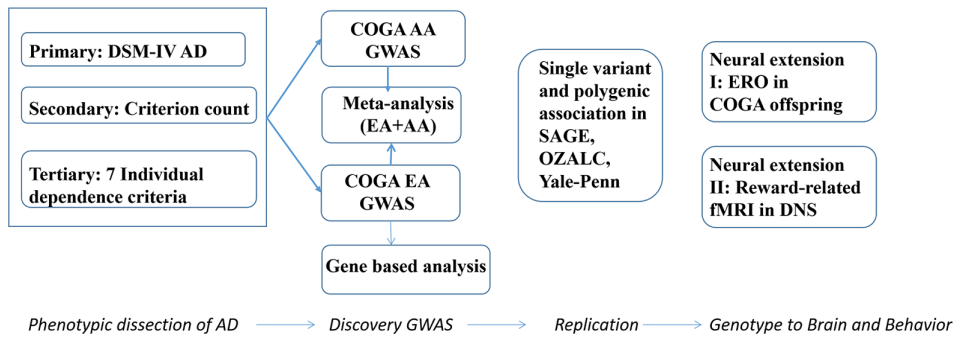 Primary: DSM-IV AD
Secondary: Criterion count
Tertiary: 7 Individual
dependence criteria
COGA AA
GWAS
Meta-analysis
(EA+AA)
COGA EA
GWAS
Gene based analysis
Single variant
and polygenic
association in
SAGE,
OZALC,
Yale-Penn
Neural extension
I: ERO in
COGA offspring
Neural extension
II: Reward-related
fMRI in DNS
Phenotypic dissection of AD
Discovery GWAS
Replication
Genotype to Brain and Behavior